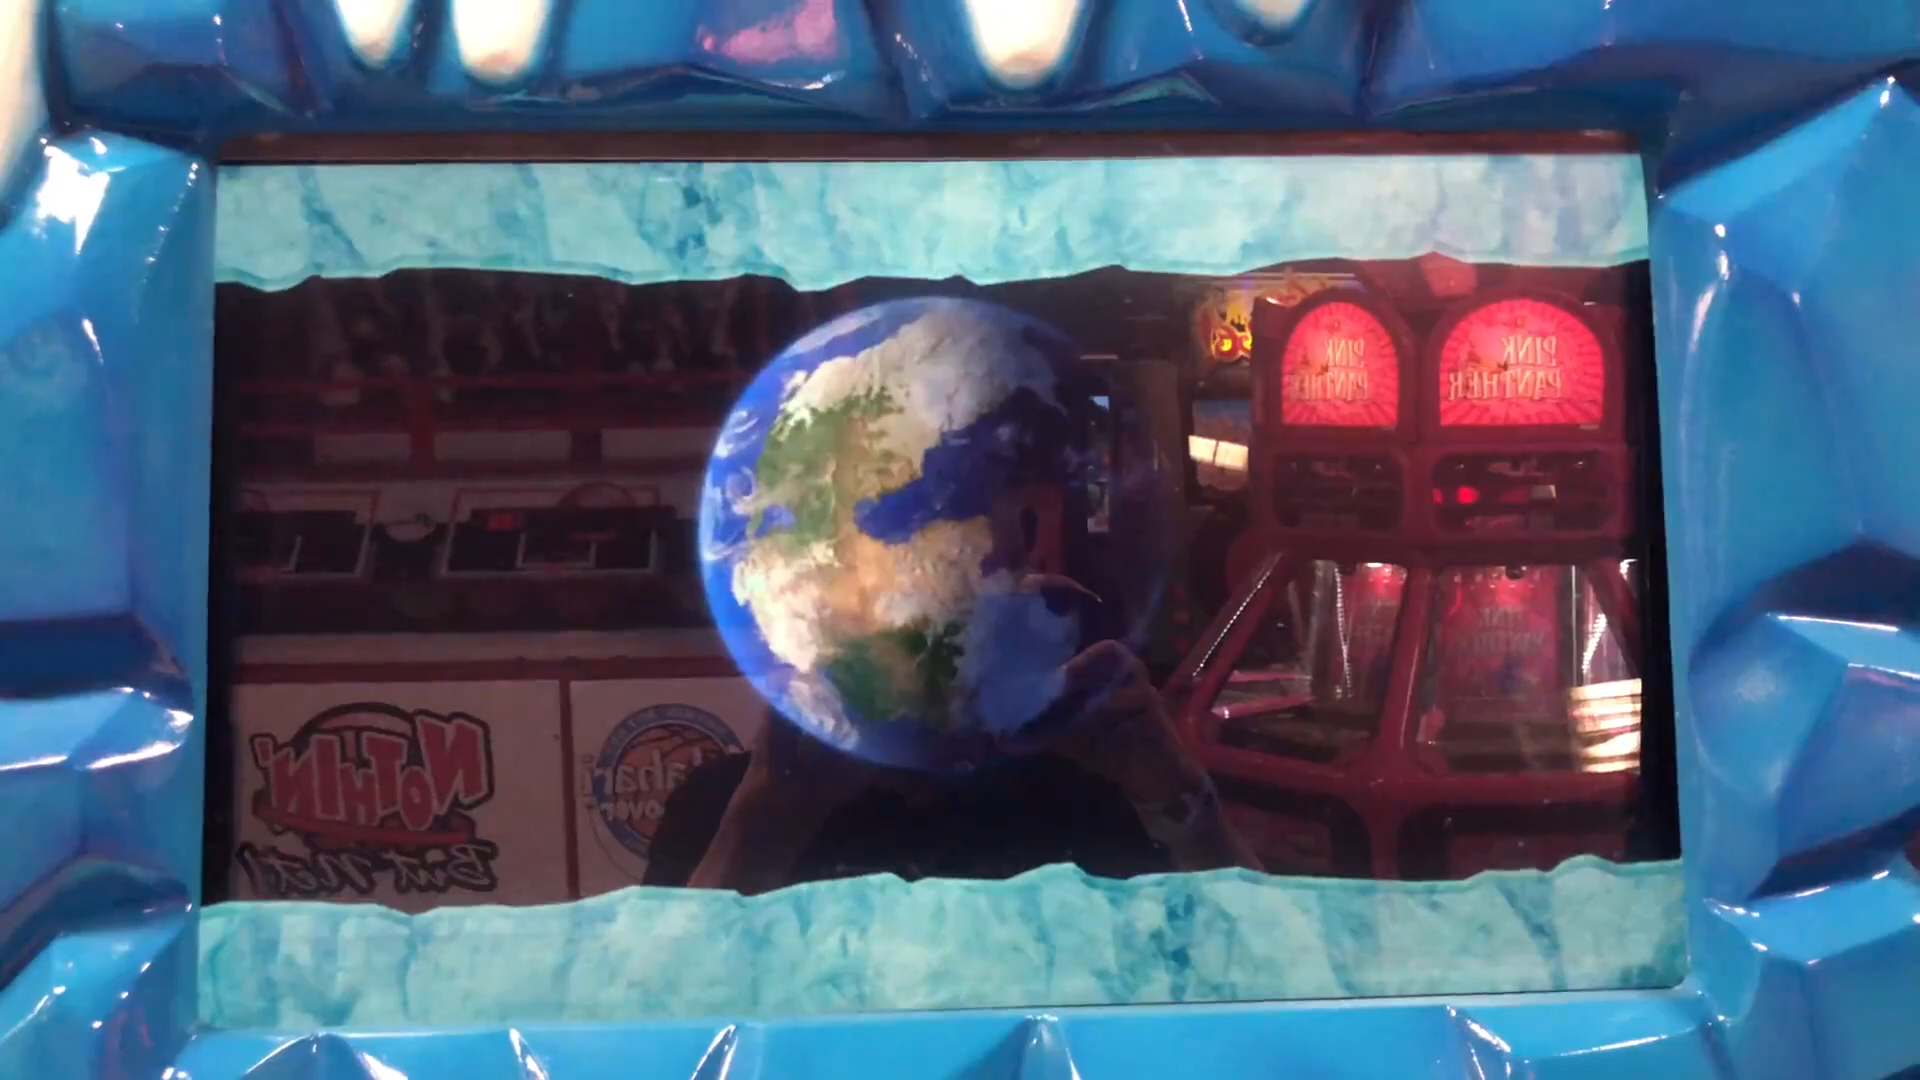 PINK
PANTHER
PINK
PANTHER
NOTHIN'
But Net!